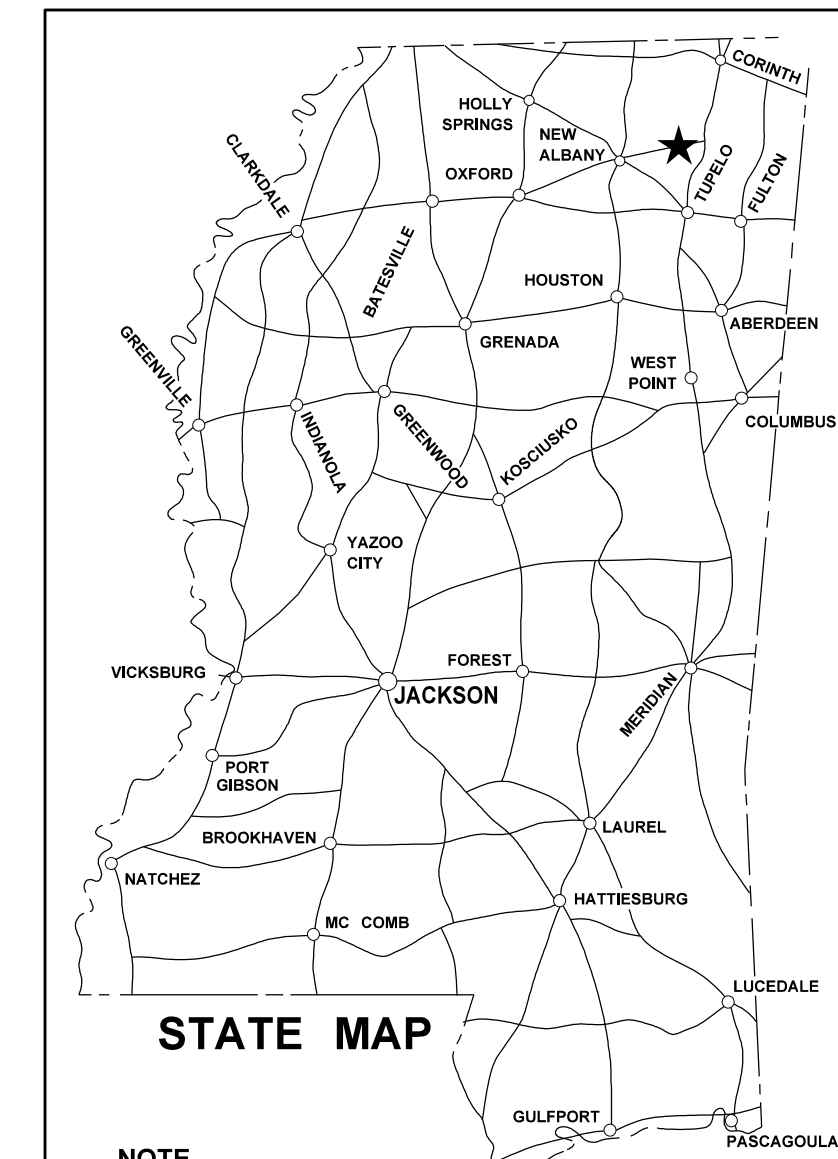 CORINTH
HOLLY
SPRINGS
NEW
ALBANY
CLARKDALE
OXFORD
TUPELO
FULTON
BATESVILLE
HOUSTON
ABERDEEN
GREENVILLE
GRENADA
WEST
POINT
COLUMBUS
INDIANOLA
GREENWOOD
KOSCIUSKO
YAZOO
CITY
VICKSBURG
FOREST
JACKSON
MERIDIAN
PORT
GIBSON
BROOKHAVEN
LAUREL
NATCHEZ
HATTIESBURG
MC COMB
LUCEDALE
STATE MAP
GULFPORT
PASCAGOULA
NOTE